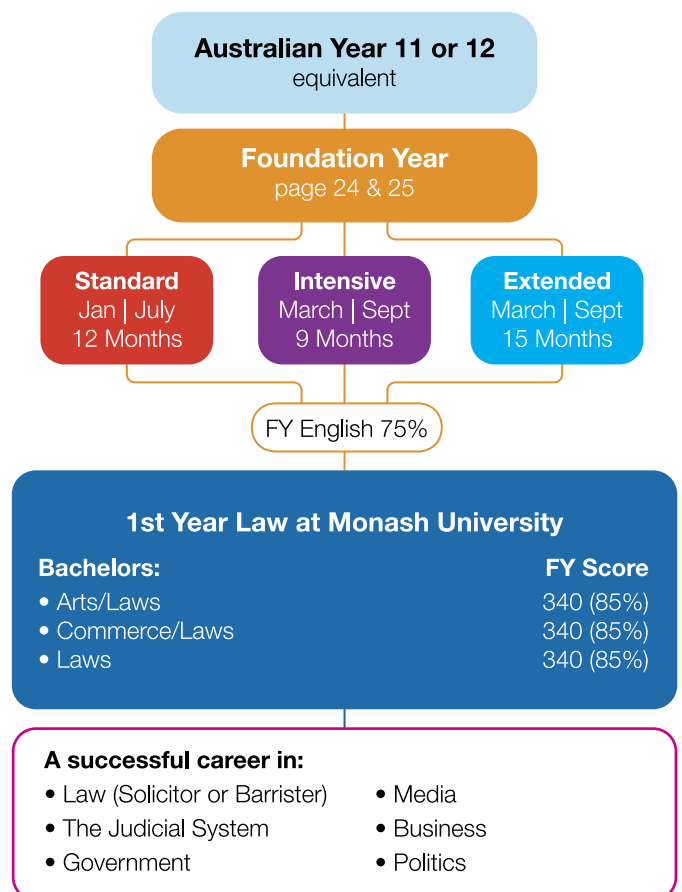 Australian Year 11 or 12
equivalent
Foundation Year
page 24 & 25
Standard
Jan | July
12 Months
Intensive
March | Sept
9 Months
Extended
March | Sept
15 Months
FY English 75%
1st Year Law at Monash University
Bachelors: FY Score
• Arts/Laws 340 (85%)
• Commerce/Laws 340 (85%)
• Laws 340 (85%)
A successful career in:
• Law (Solicitor or Barrister)
• The Judicial System
• Government
• Media
• Business
• Politics